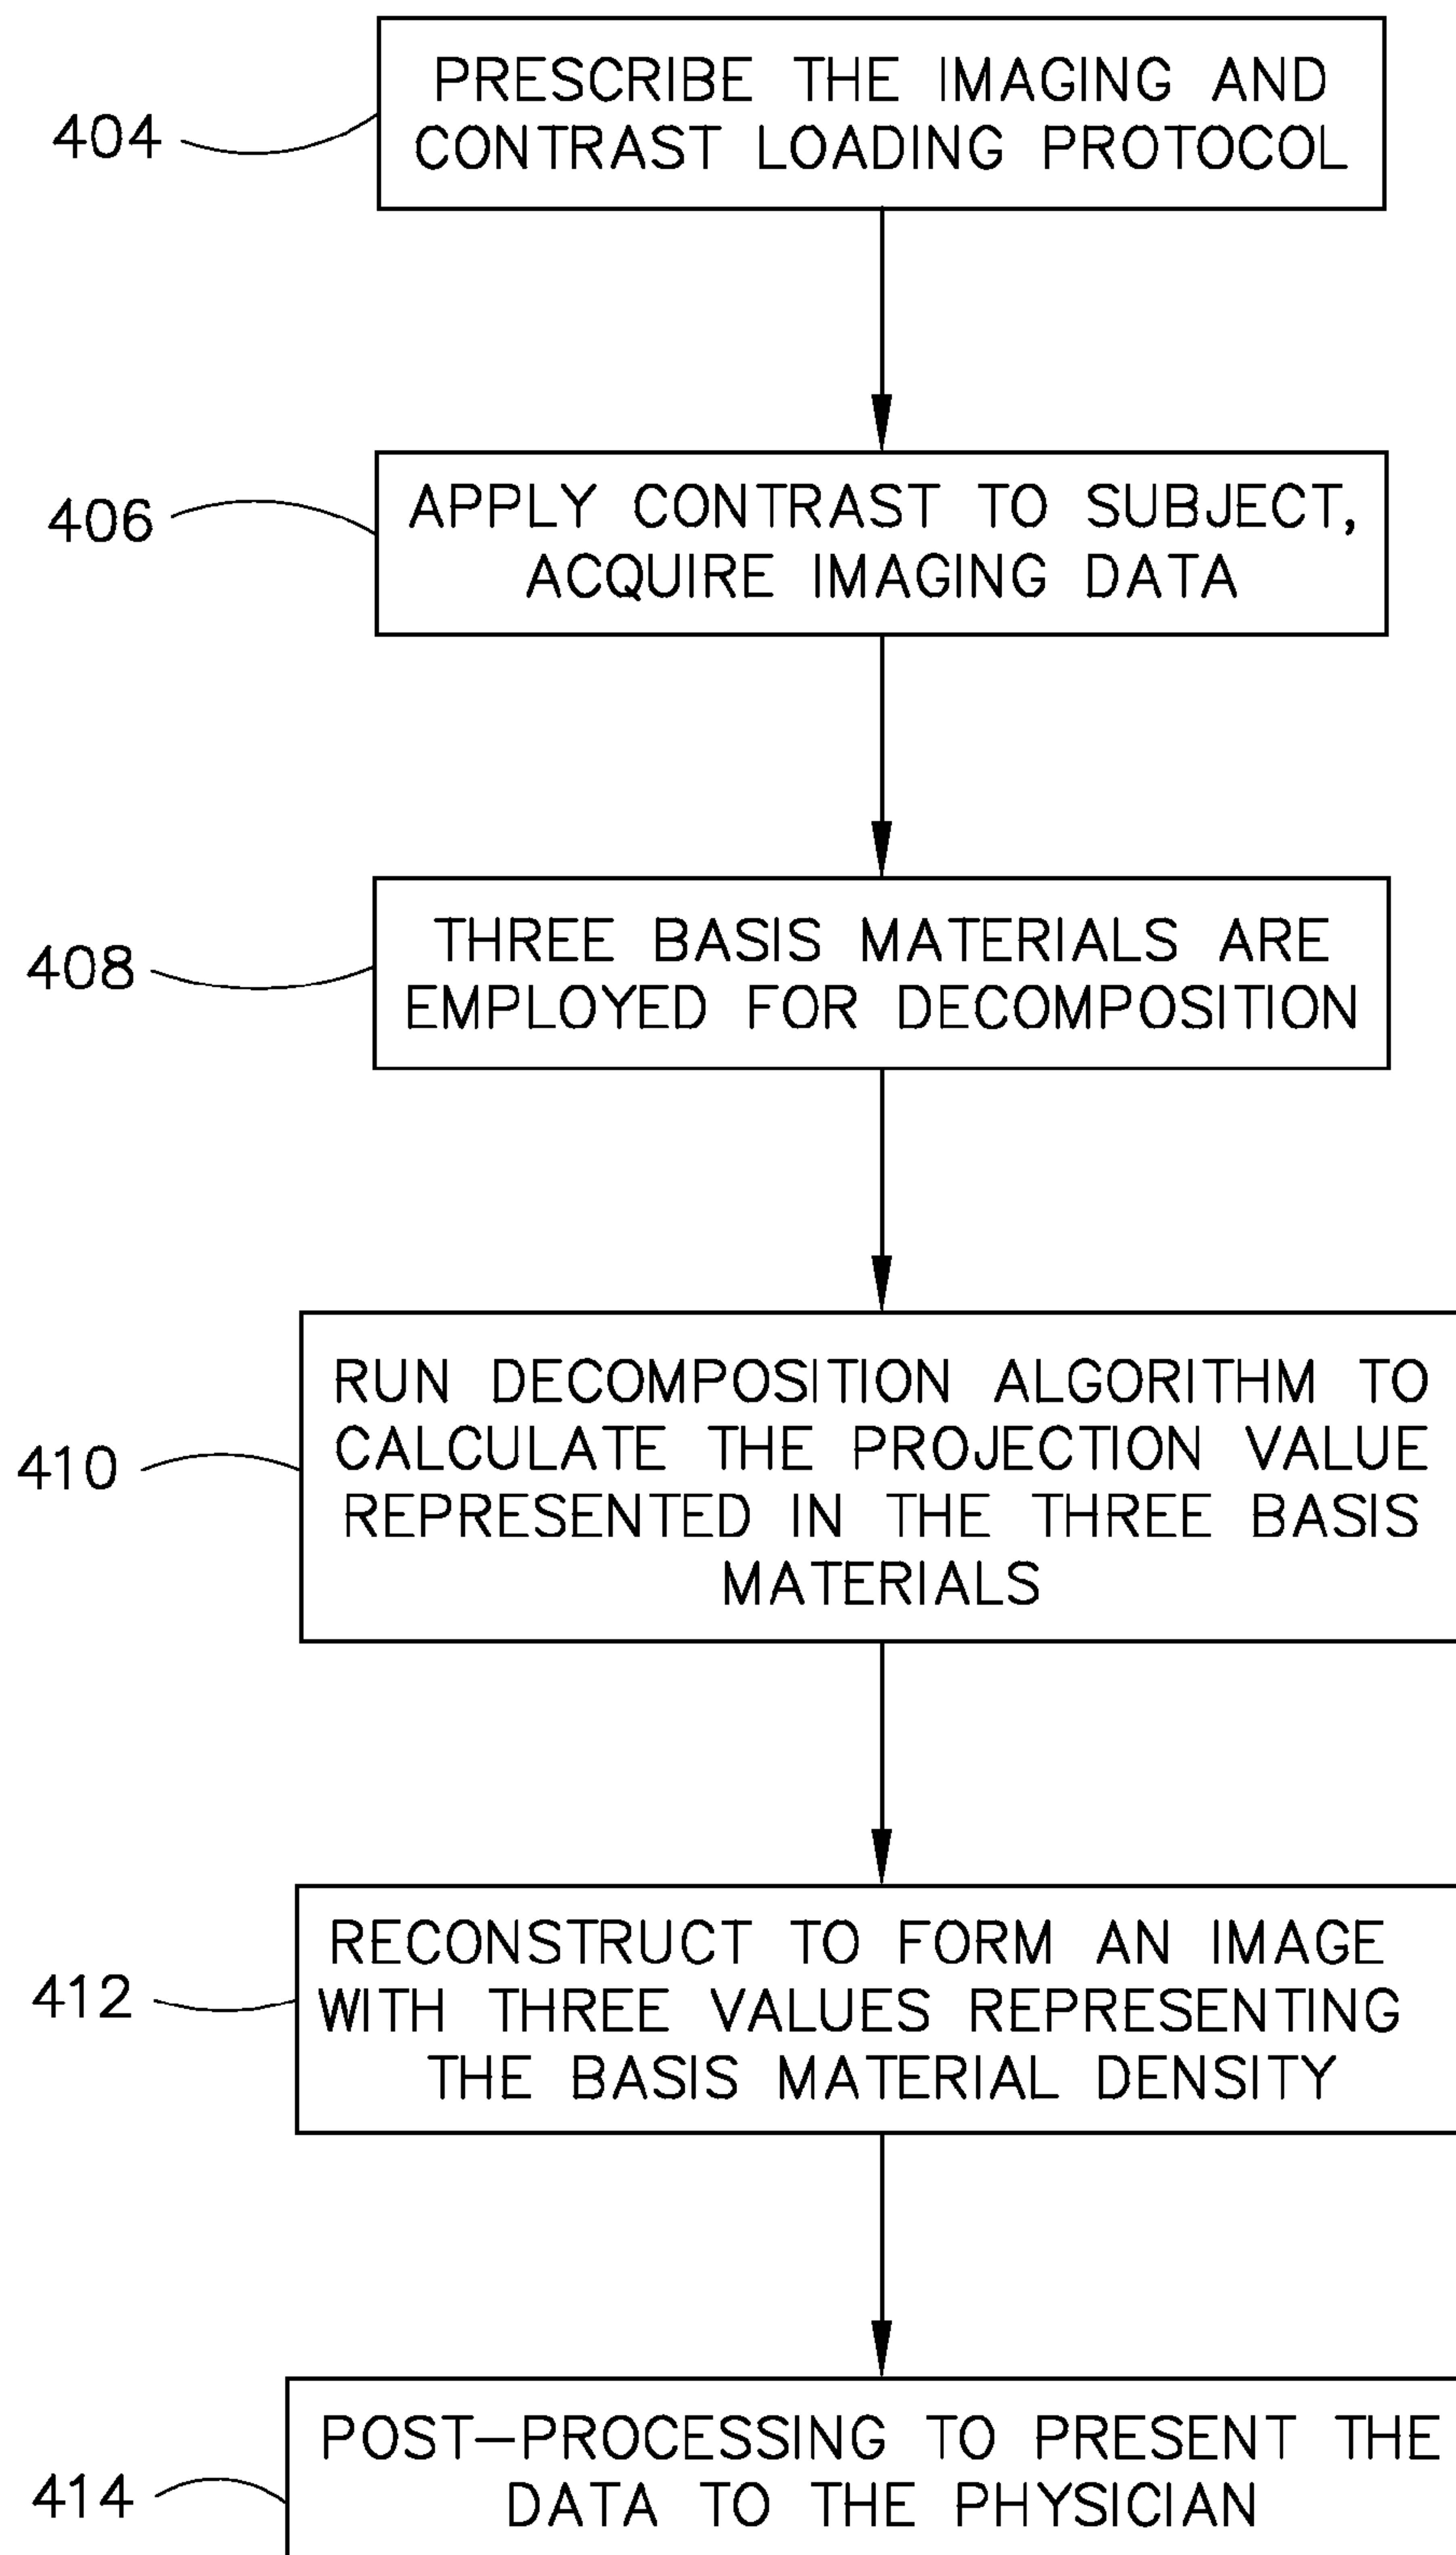 404
PRESCRIBE THE IMAGING AND
CONTRAST LOADING PROTOCOL
406
APPLY CONTRAST TO SUBJECT,
ACQUIRE IMAGING DATA
408
THREE BASIS MATERIALS ARE
EMPLOYED FOR DECOMPOSITION
410
RUN DECOMPOSITION ALGORITHM TO
CALCULATE THE PROJECTION VALUE
REPRESENTED IN THE THREE BASIS
MATERIALS
412
RECONSTRUCT TO FORM AN IMAGE
WITH THREE VALUES REPRESENTING
THE BASIS MATERIAL DENSITY
414
POST-PROCESSING TO PRESENT THE
DATA TO THE PHYSICIAN